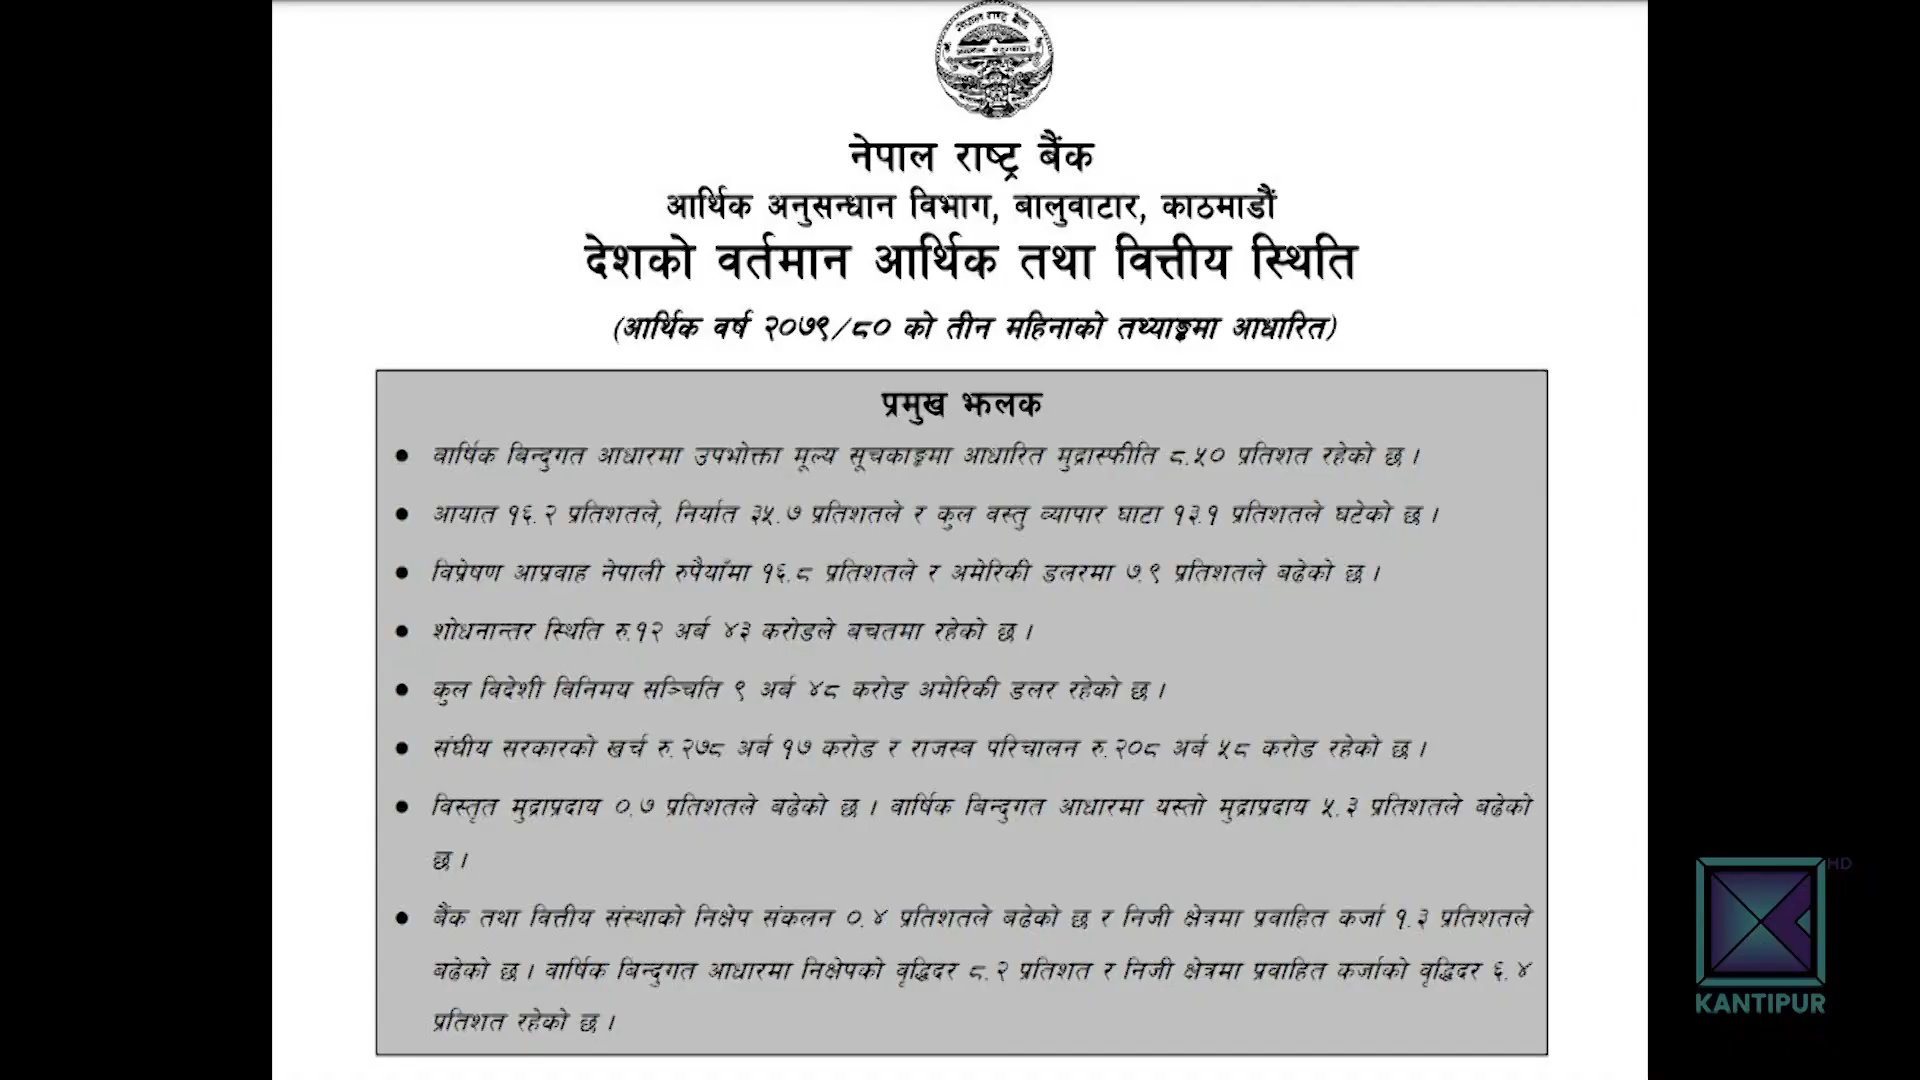 नेपाल राष्ट्र बैंक
नेपाल राष्ट्र बैंक
आर्थिक अनुसन्धान विभाग, बालुवाटार, काठमाडौं
देशको वर्तमान आर्थिक तथा वित्तीय स्थिति
(आर्थिक वर्ष २०७९/८० को तीन महिनाको तथ्याङ्कमा आधारित)
प्रमुख झलक
● वार्षिक बिन्दुगत आधारमा उपभोक्ता मूल्य सूचकाङ्कमा आधारित मुद्रास्फीति ८.५० प्रतिशत रहेको छ ।
● आयात १६.२ प्रतिशतले, निर्यात ३५.७ प्रतिशतले र कुल वस्तु व्यापार घाटा १३.१ प्रतिशतले घटेको छ ।
● विप्रेषण आप्रवाह नेपाली रुपैयाँमा १६.८ प्रतिशतले र अमेरिकी डलरमा ७.९ प्रतिशतले बढेको छ ।
● शोधनान्तर स्थिति रु.१२ अर्ब ४३ करोडले बचतमा रहेको छ ।
● कुल विदेशी विनिमय सञ्चिति ९ अर्ब ४८ करोड अमेरिकी डलर रहेको छ ।
● संघीय सरकारको खर्च रु.२७८ अर्ब १७ करोड र राजस्व परिचालन रु.२०८ अर्ब ५८ करोड रहेको छ ।
● विस्तृत मुद्राप्रदाय ०.७ प्रतिशतले बढेको छ । वार्षिक बिन्दुगत आधारमा यस्तो मुद्राप्रदाय ५.३ प्रतिशतले बढेको
छ ।
● बैंक तथा वित्तीय संस्थाको निक्षेप संकलन ०.४ प्रतिशतले बढेको छ र निजी क्षेत्रमा प्रवाहित कर्जा १.३ प्रतिशतले
बढेको छ । वार्षिक बिन्दुगत आधारमा निक्षेपको वृद्धिदर ८.२ प्रतिशत र निजी क्षेत्रमा प्रवाहित कर्जाको वृद्धिदर ६.४
प्रतिशत रहेको छ ।
HD
KANTIPUR